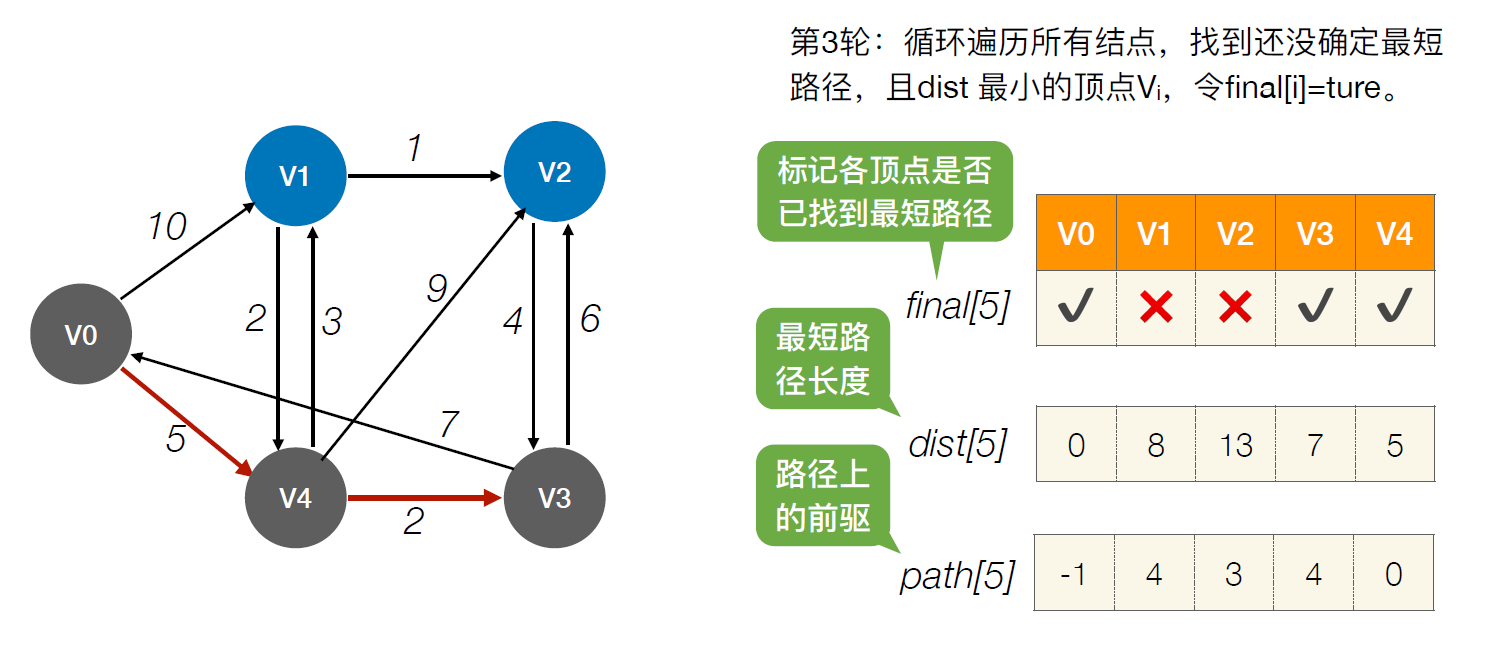 第3轮：循环遍历所有结点，找到还没确定最短
路径，且dist 最小的顶点Vi，令final[i]=ture。
标记各顶点是否
已找到最短路径
V0 V1 V2 V3 V4
final[5]
✓ ✕ ✕ ✓ ✓
最短路
径长度
dist[5]
0 8 13 7 5
路径上
的前驱
path[5]
-1 4 3 4 0
V1
1
V2
10
9
2
3
4
6
V0
7
5
V4
2
V3